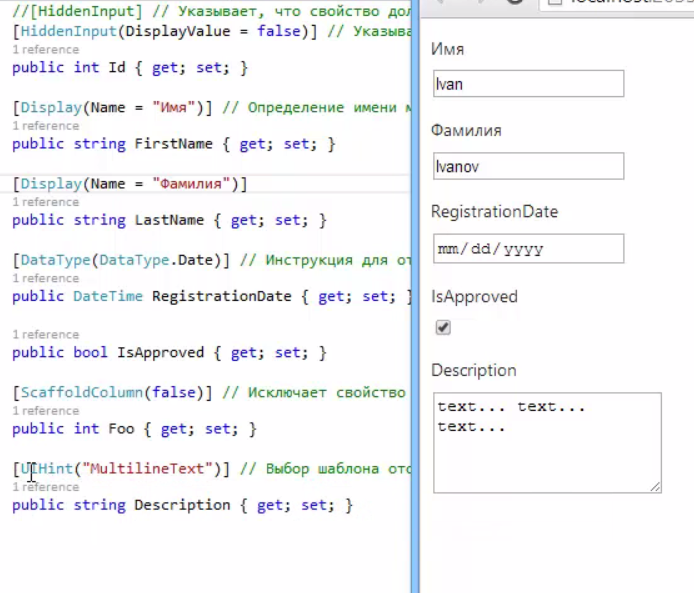 //[HiddenInput] // Указывает, что свойство дол
[HiddenInput(DisplayValue = false)] // Указыва
1 reference
public int Id { get; set; }
[Display(Name = "Имя")] // Определение имени м
1 reference
public string FirstName { get; set; }
[Display(Name = "Фамилия")]
1 reference
public string LastName { get; set; }
[DataType(DataType.Date)] // Инструкция для от
1 reference
public DateTime RegistrationDate { get; set; }
1 reference
public bool IsApproved { get; set; }
[ScaffoldColumn(false)] // Исключает свойство
1 reference
public int Foo { get; set; }
[UIHint("MultilineText")] // Выбор шаблона ото
1 reference
public string Description { get; set; }
Имя
Ivan
Фамилия
Ivanov
RegistrationDate
mm/dd/yyyy
IsApproved
Description
text... text...
text...